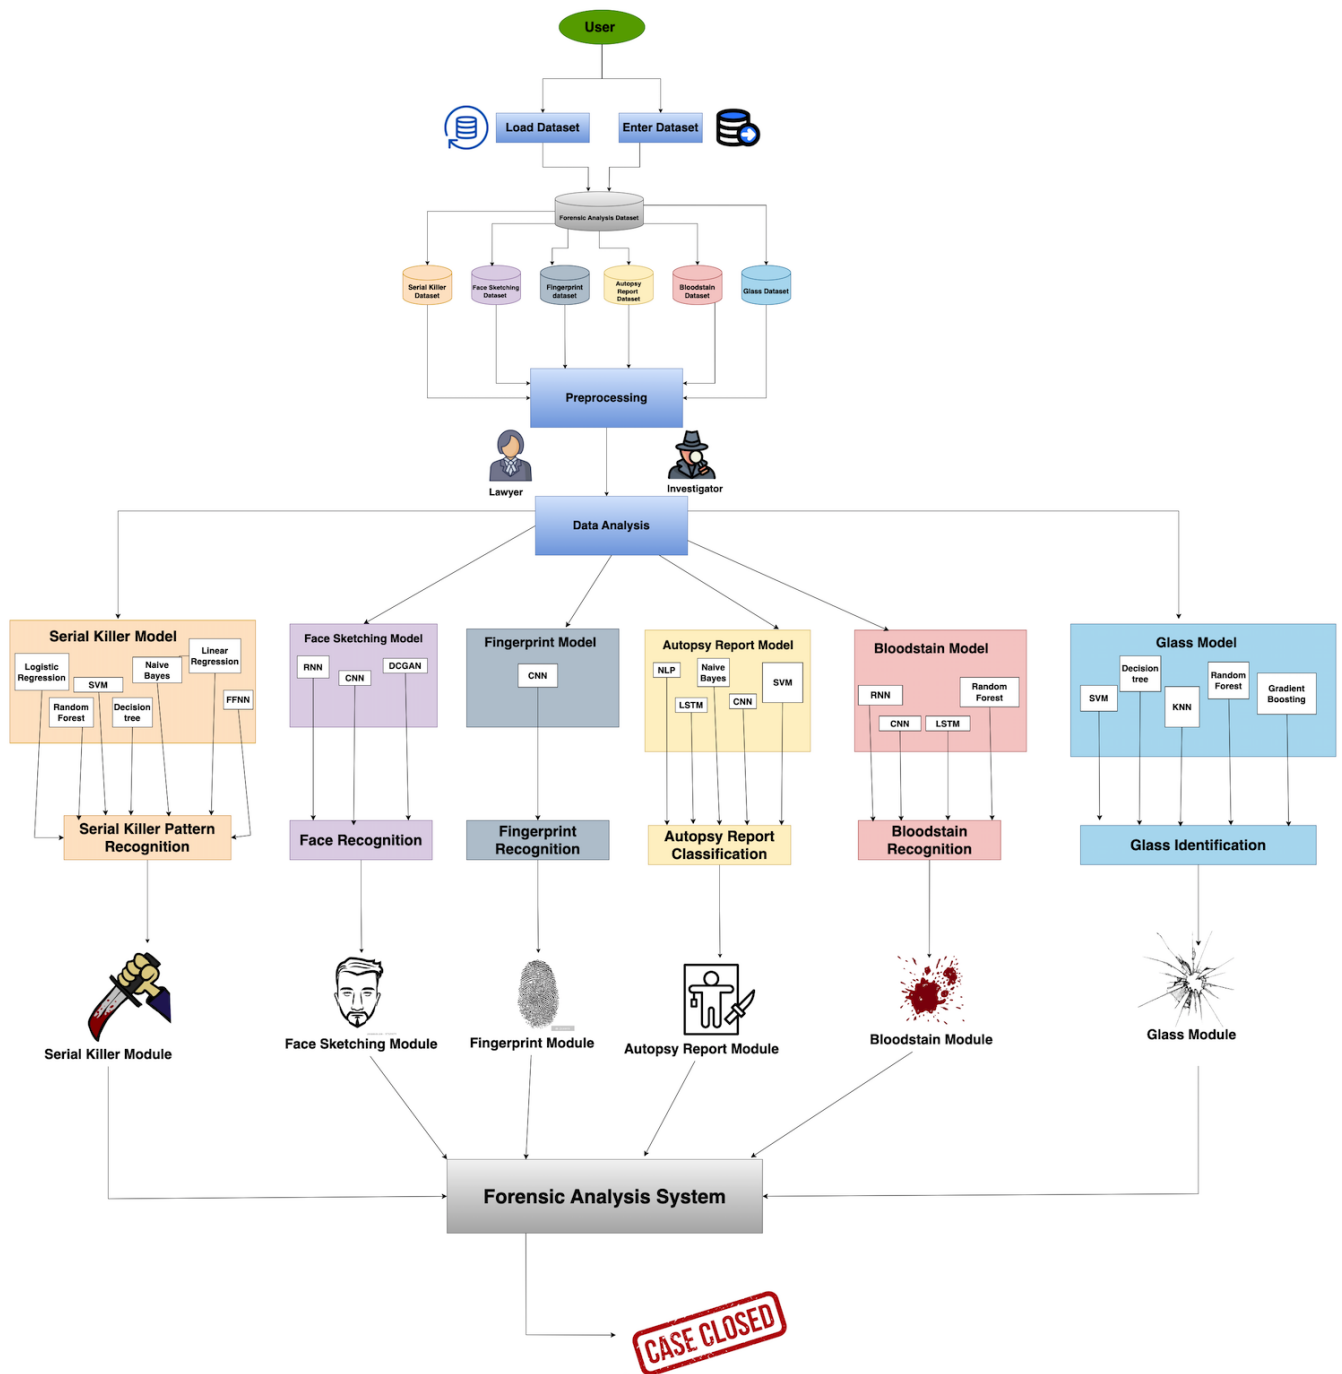 User
Load Dataset
Enter Dataset
Forensic Analysis Dataset
Serial Killer
Dataset
Face Sketching
Dataset
Fingerprint
dataset
Autopsy
Report
Dataset
Bloodstain
Dataset
Glass Dataset
Preprocessing
Lawyer
Investigator
Data Analysis
Serial Killer Model
Logistic
Regression
SVM
Naive
Bayes
Linear
Regression
Random
Forest
Decision
tree
FFNN
Face Sketching Model
RNN
CNN
DCGAN
Fingerprint Model
CNN
Autopsy Report Model
NLP
Naive
Bayes
SVM
LSTM
CNN
Bloodstain Model
RNN
Random
Forest
CNN
LSTM
Glass Model
SVM
Decision
tree
KNN
Random
Forest
Gradient
Boosting
Serial Killer Pattern
Recognition
Face Recognition
Fingerprint
Recognition
Autopsy Report
Classification
Bloodstain
Recognition
Glass Identification
Serial Killer Module
Face Sketching Module
Fingerprint Module
Autopsy Report Module
Bloodstain Module
Glass Module
Forensic Analysis System
CASE CLOSED